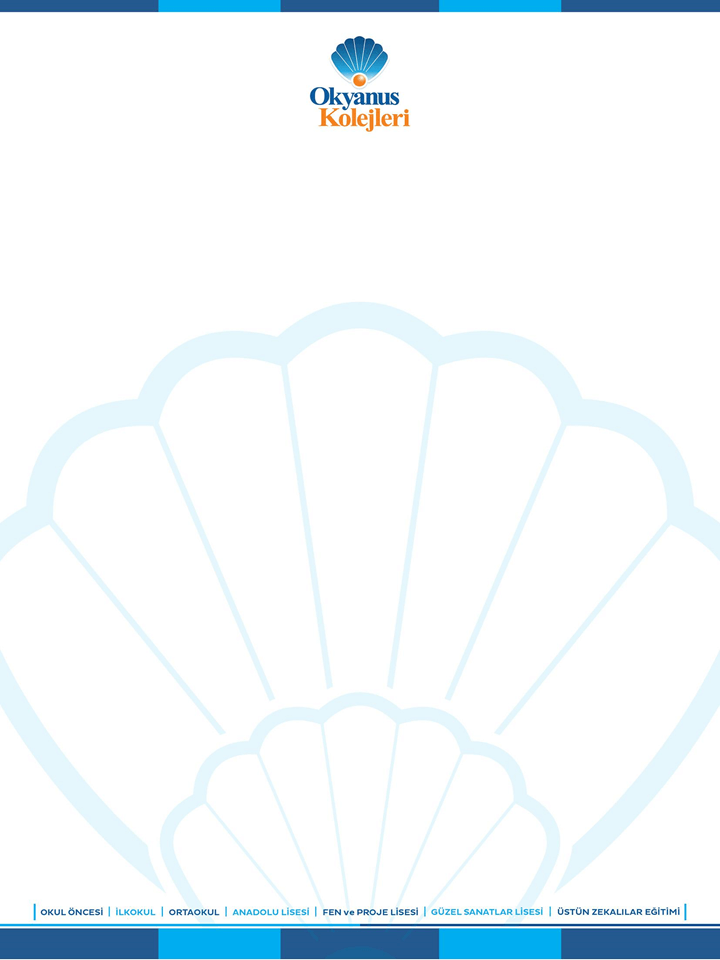 Okyanus
Kolejleri
OKUL ÖNCESİ | İLKOKUL | ORTAOKUL | ANADOLU LİSESİ | FEN ve PROJE LİSESİ | GÜZEL SANATLAR LİSESİ | ÜSTÜN ZEKALILAR EĞİTİMİ